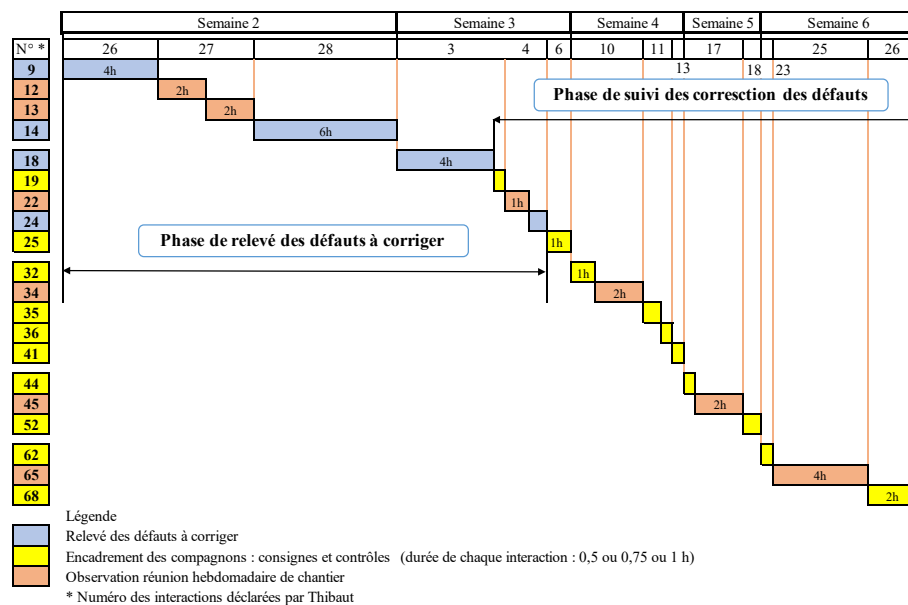 Semaine 2 Semaine 3 Semaine 4 Semaine 5 Semaine 6
N° * 26 27 28 3 4 6 10 11 17 25 26
9 4h 13 18 23
12 2h Phase de suivi des corresction des défauts
13 2h
14 6h
18 4h
19
22 1h
24
25 Phase de relevé des défauts à corriger 1h
32 1h
34 2h
35
36
41
44
45 2h
52
62
65 4h
68 2h
Légende
Relevé des défauts à corriger
Encadrement des compagnons : consignes et contrôles (durée de chaque interaction : 0,5 ou 0,75 ou 1 h)
Observation réunion hebdomadaire de chantier
* Numéro des interactions déclarées par Thibaut